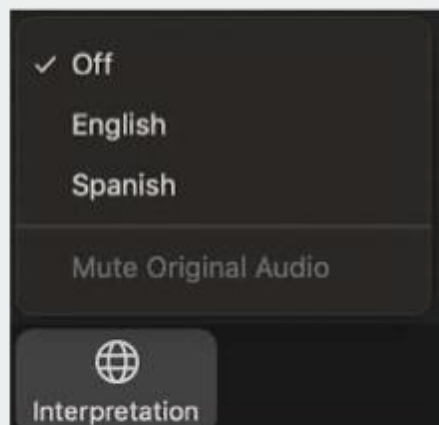 Off
English
Spanish
Mute Original Audio
Interpretation